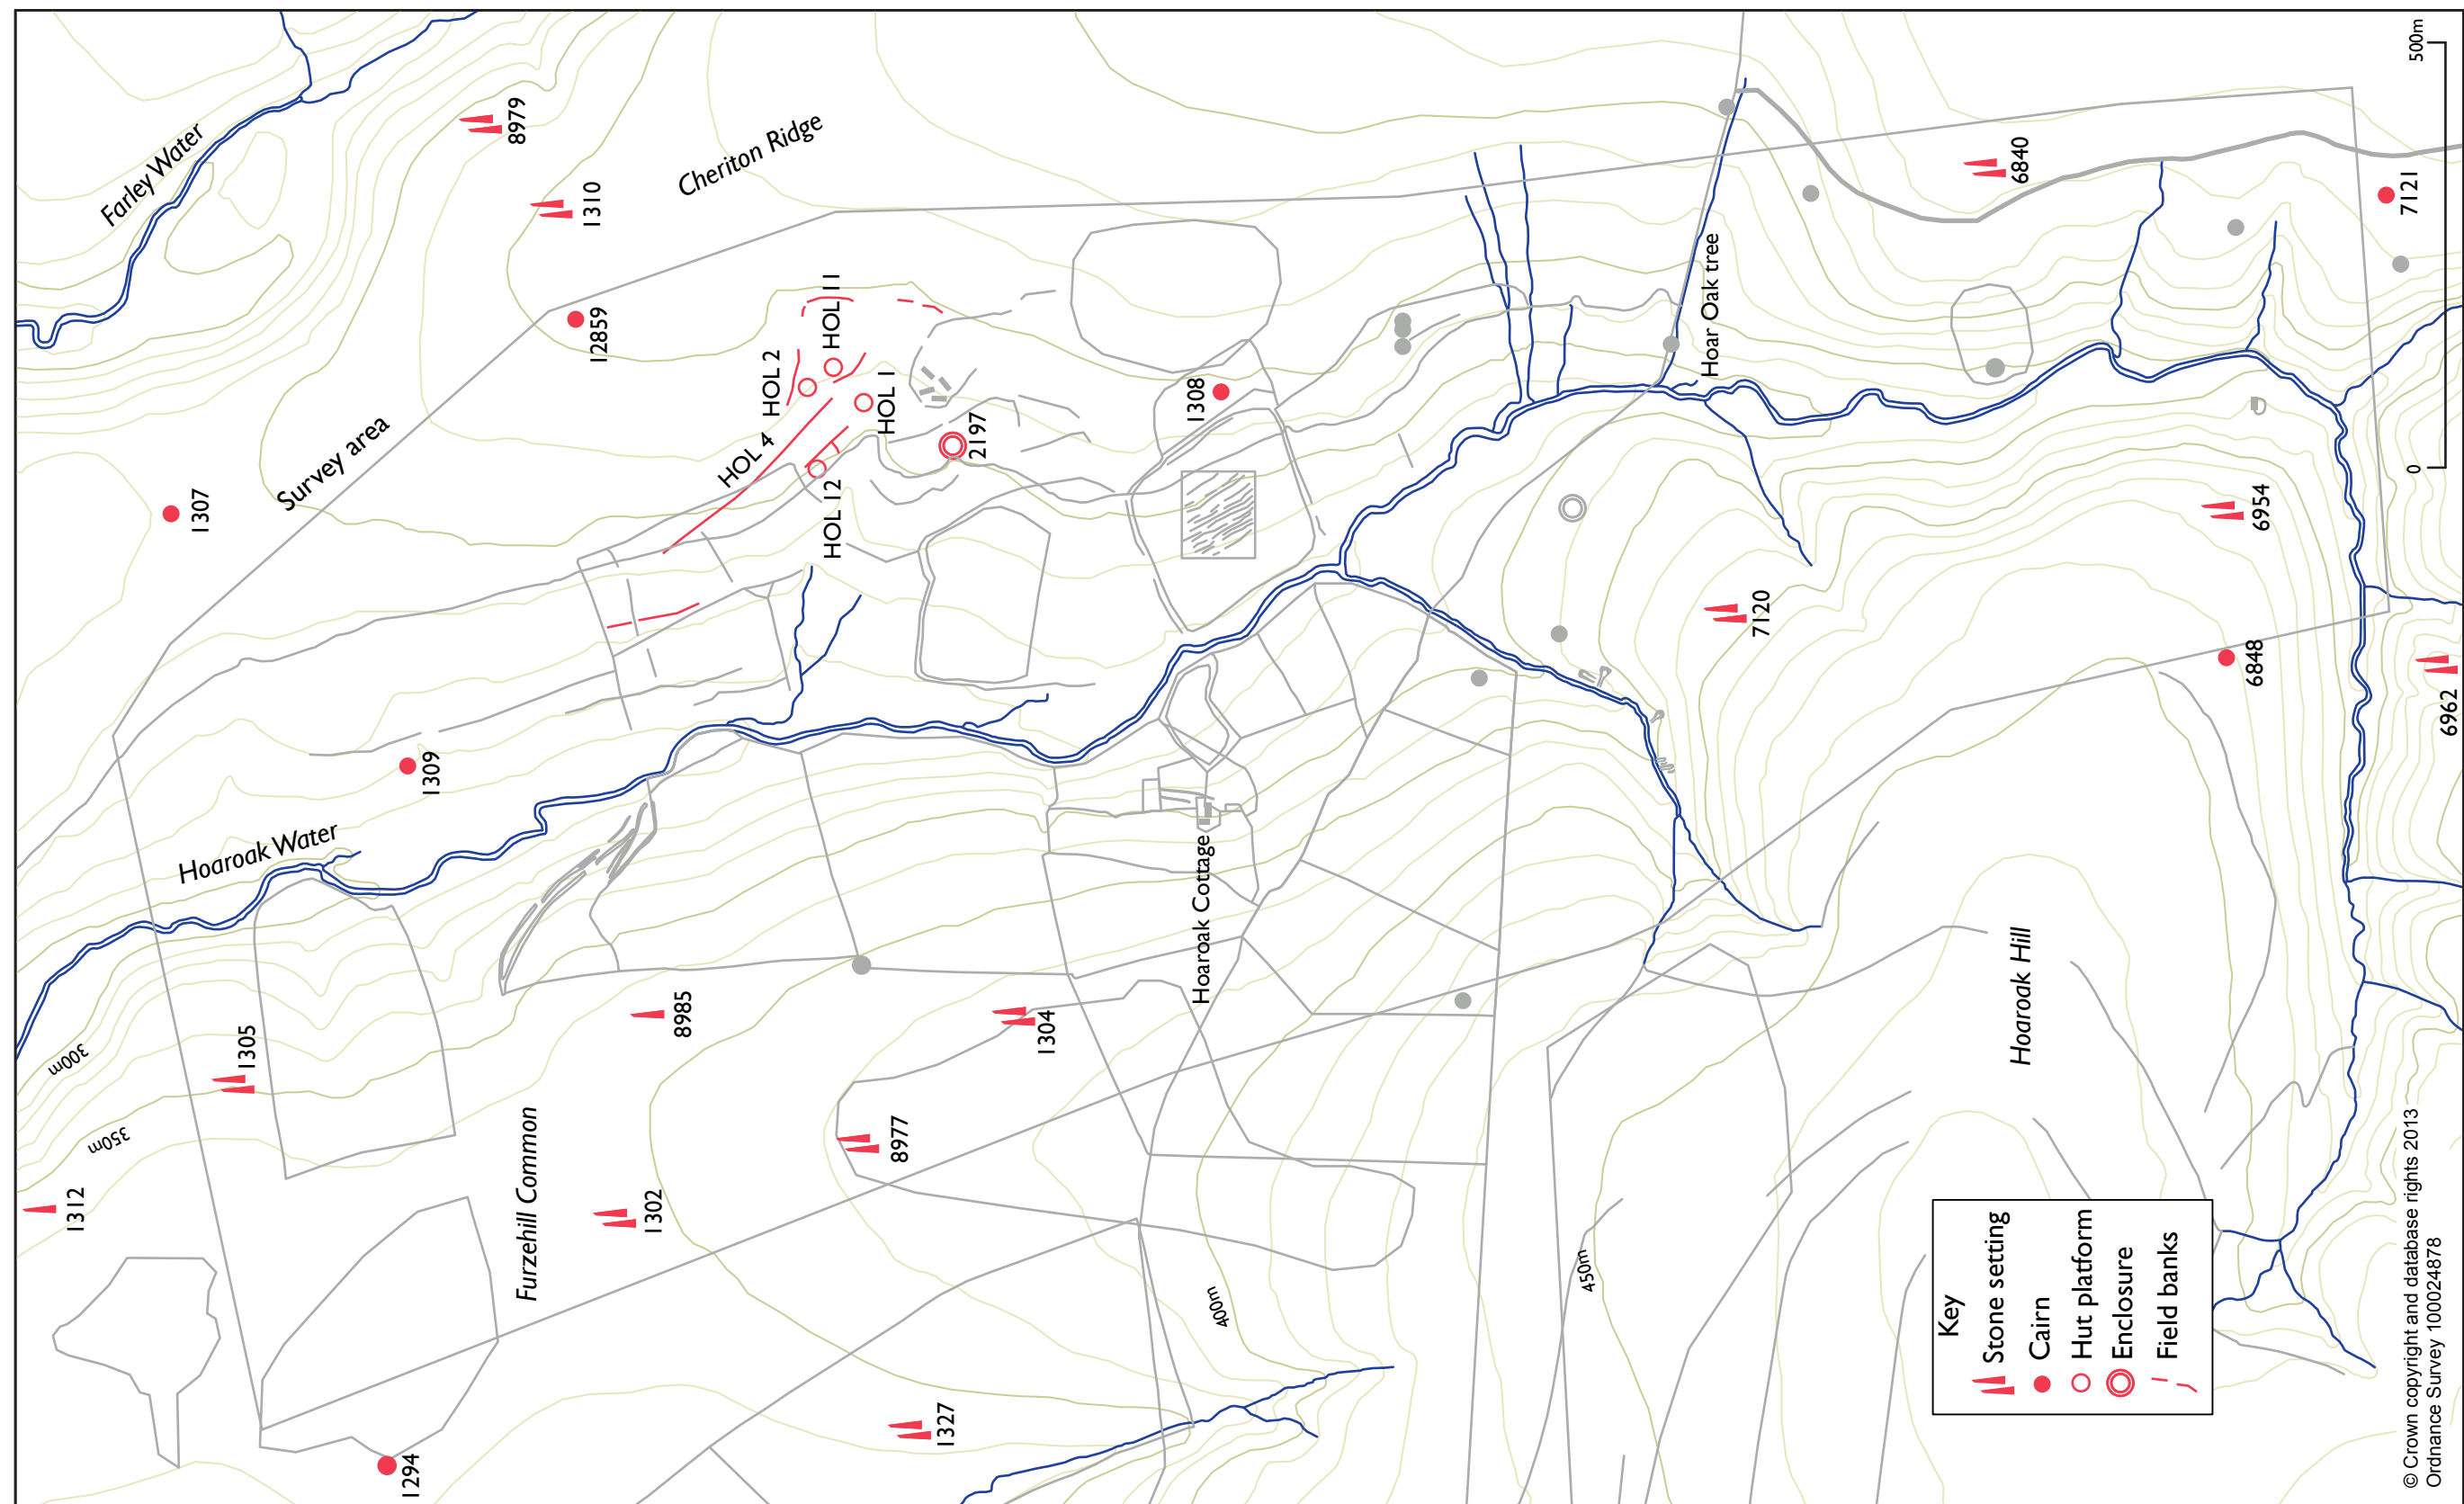 Farley Water
8979
1310
Cheriton Ridge
12859
1307
Survey area
HOL 11
HOL 2
HOL 1
HOL 4
HOL 12
2197
1308
Hoar Oak tree
6840
7121
500m
0
6954
7120
6848
6962
1309
Hoaroak Water
Hoaroak Cottage
Hoaroak Hill
300m
350m
1305
8985
1304
8977
Furzehill Common
1302
1312
400m
450m
1327
1294
Key
Stone setting
Cairn
Hut platform
Enclosure
Field banks
© Crown copyright and database rights 2013
Ordnance Survey 100024878